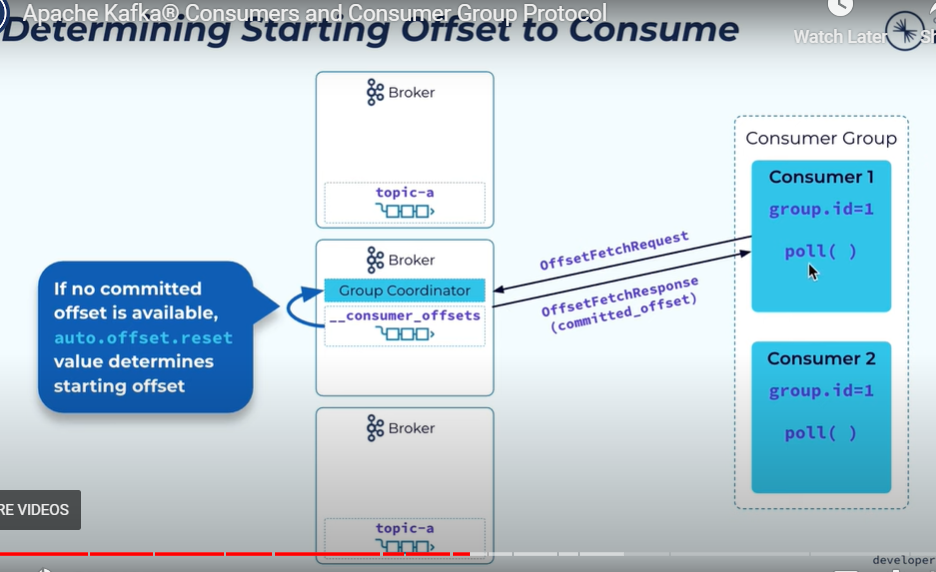 Apache Kafka® Consumers and Consumer Group Protocol
Determining Starting Offset to Consume
Watch Later
Broker
topic-a
Broker
Group Coordinator
__consumer_offsets
Broker
topic-a
If no committed
offset is available,
auto.offset.reset
value determines
starting offset
OffsetFetchRequest
OffsetFetchResponse
(committed_offset)
Consumer Group
Consumer 1
group.id=1
poll( )
Consumer 2
group.id=1
poll( )
RE VIDEOS
developer